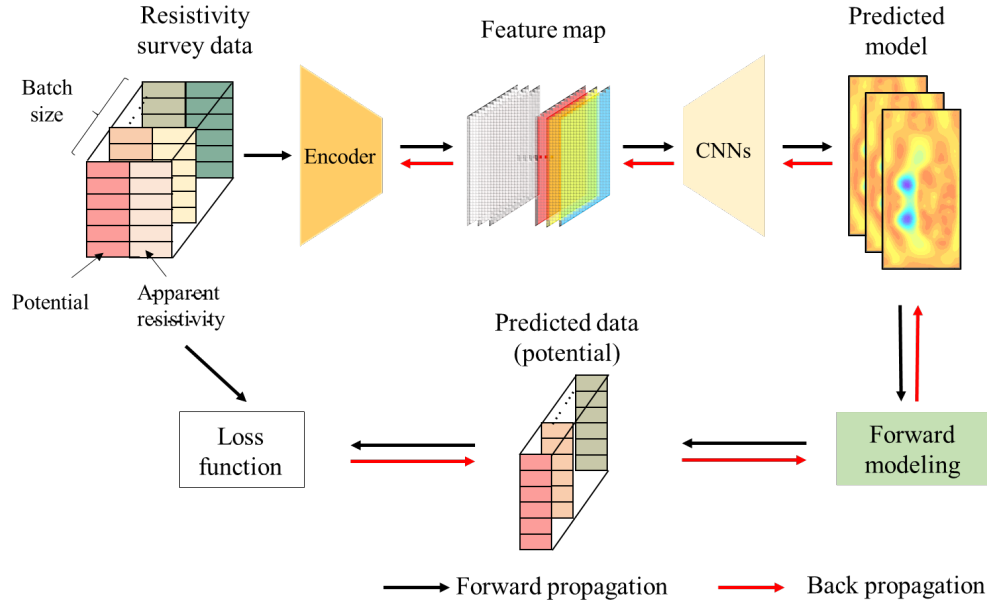 Resistivity
survey data
Feature map
Predicted
model
Batch
size
Encoder
CNNs
Potential
Apparent
resistivity
Predicted data
(potential)
Loss
function
Forward
modeling
Forward propagation
Back propagation